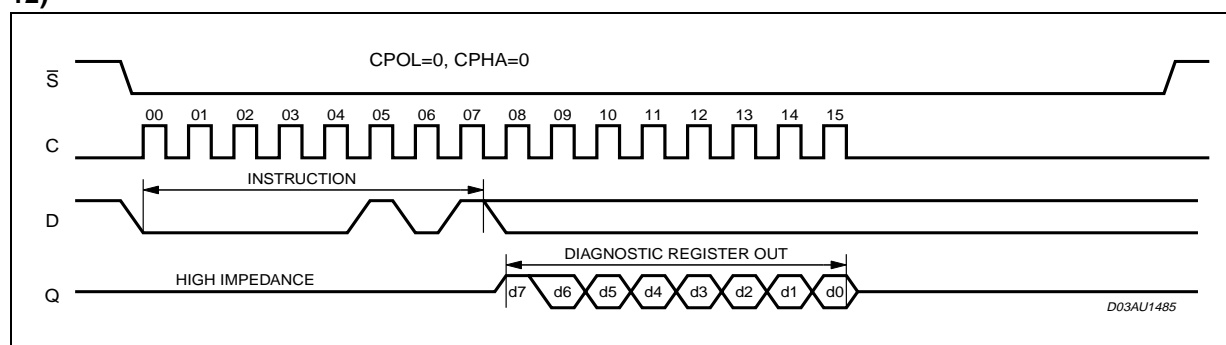 12)
CPOL=0, CPHA=0
S̅
00 01 02 03 04 05 06 07 08 09 10 11 12 13 14 15
C
INSTRUCTION
D
DIAGNOSTIC REGISTER OUT
HIGH IMPEDANCE
Q
d7 d6 d5 d4 d3 d2 d1 d0
D03AU1485